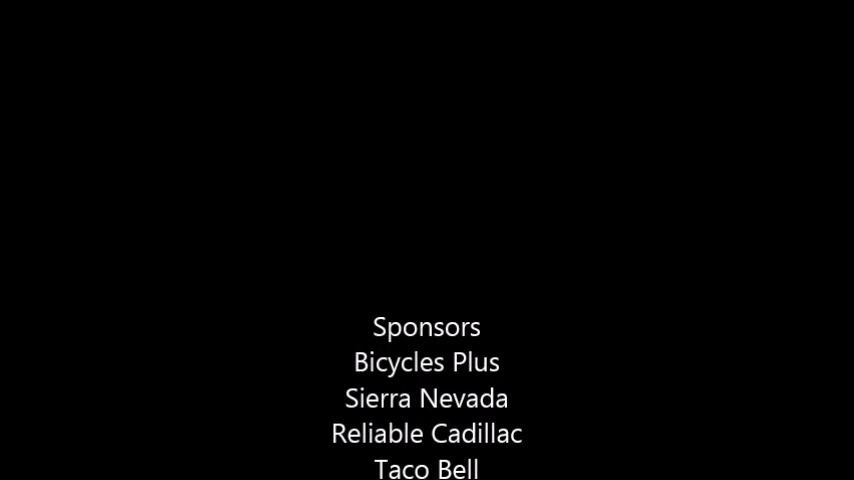 Sponsors
Bicycles Plus
Sierra Nevada
Reliable Cadillac
Taco Bell